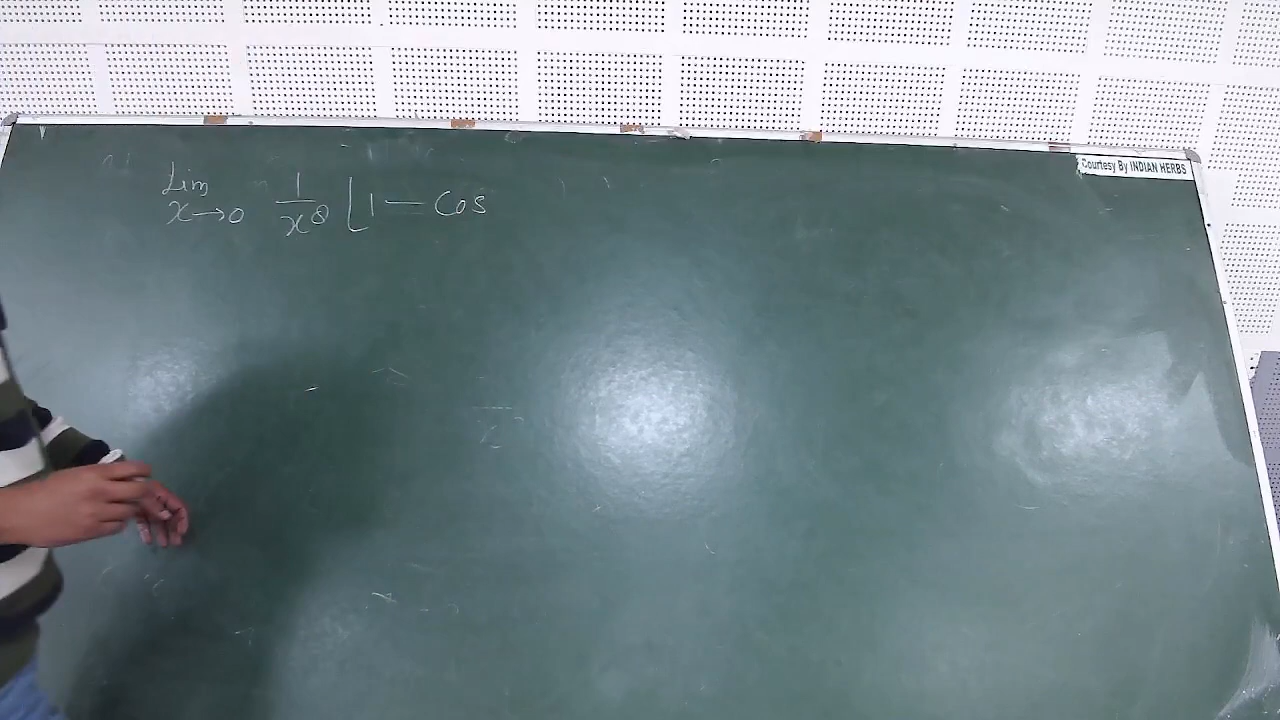 Lim x→0 1/x⁸ [1 - Cos
Courtesy By INDIAN HERBS